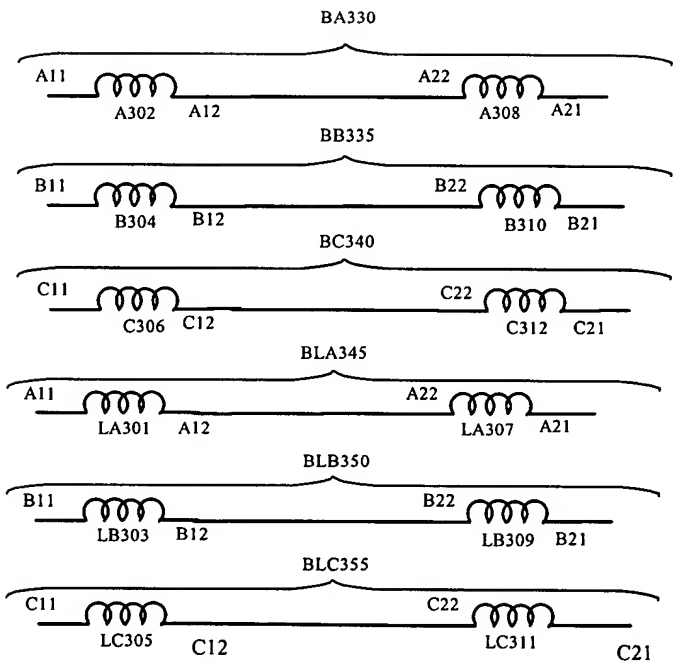 BA330
A11 A22
A302 A12 A308 A21
BB335
B11 B22
B304 B12 B310 B21
BC340
C11 C22
C306 C12 C312 C21
BLA345
A11 A22
LA301 A12 LA307 A21
BLB350
B11 B22
LB303 B12 LB309 B21
BLC355
C11 C22
LC305 C12 LC311 C21